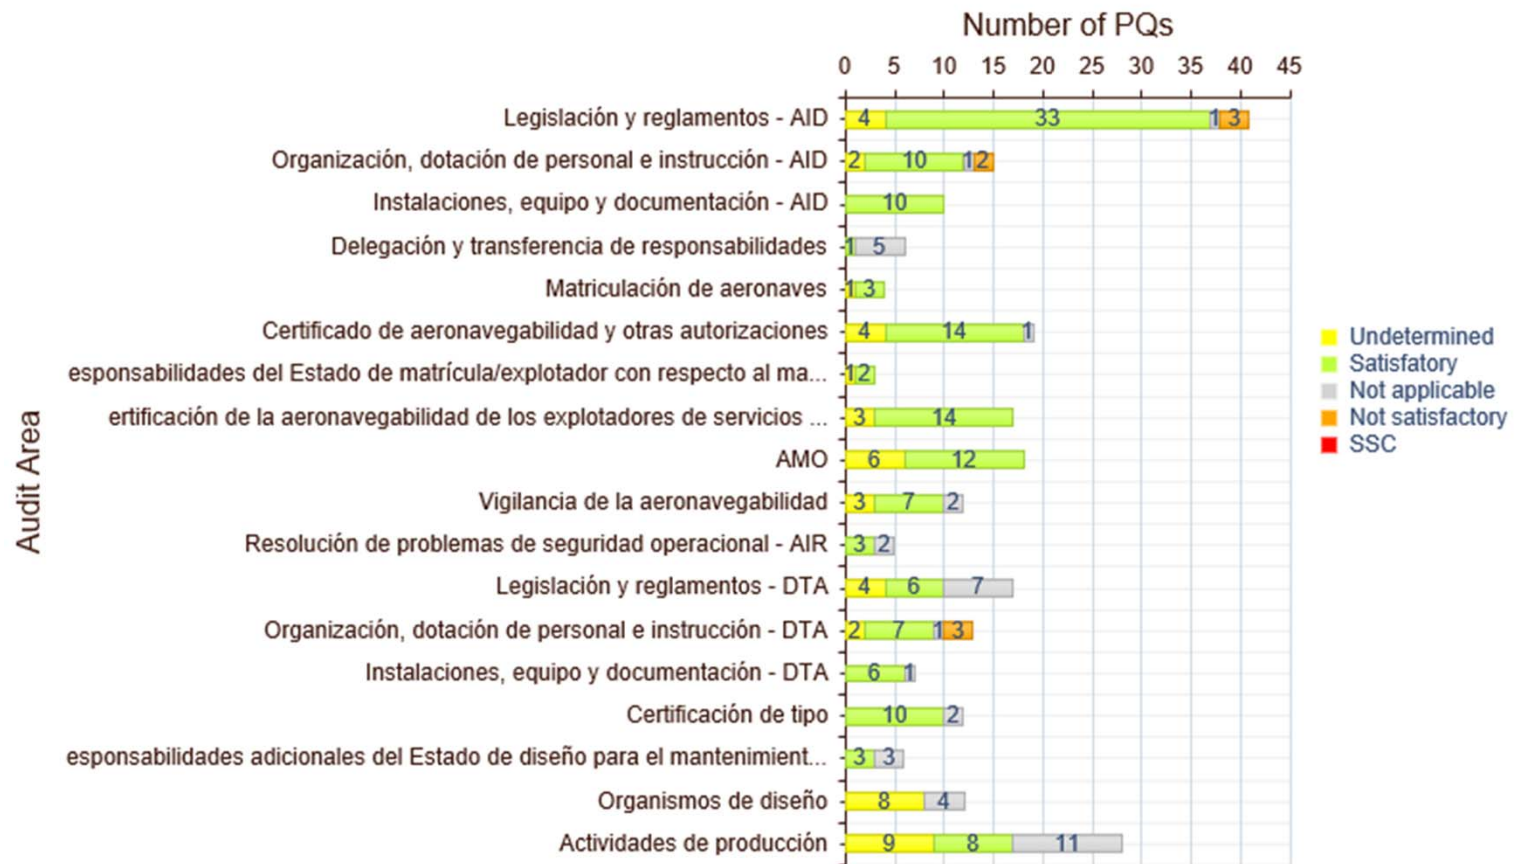 Number of PQs
0 5 10 15 20 25 30 35 40 45
Legislación y reglamentos - AID 4 33 1 3
Organización, dotación de personal e instrucción - AID 2 10 1 2
Instalaciones, equipo y documentación - AID 10
Delegación y transferencia de responsabilidades 1 5
Matriculación de aeronaves 1 3
Certificado de aeronavegabilidad y otras autorizaciones 4 14 1
esponsabilidades del Estado de matrícula/explotador con respecto al ma... 1 2
ertificación de la aeronavegabilidad de los explotadores de servicios ... 3 14
AMO 6 12
Vigilancia de la aeronavegabilidad 3 7 2
Resolución de problemas de seguridad operacional - AIR 3 2
Legislación y reglamentos - DTA 4 6 7
Organización, dotación de personal e instrucción - DTA 2 7 1 3
Instalaciones, equipo y documentación - DTA 6 1
Certificación de tipo 10 2
esponsabilidades adicionales del Estado de diseño para el mantenimient... 3 3
Organismos de diseño 8 4
Actividades de producción 9 8 11
Audit Area
Undetermined
Satisfatory
Not applicable
Not satisfactory
SSC